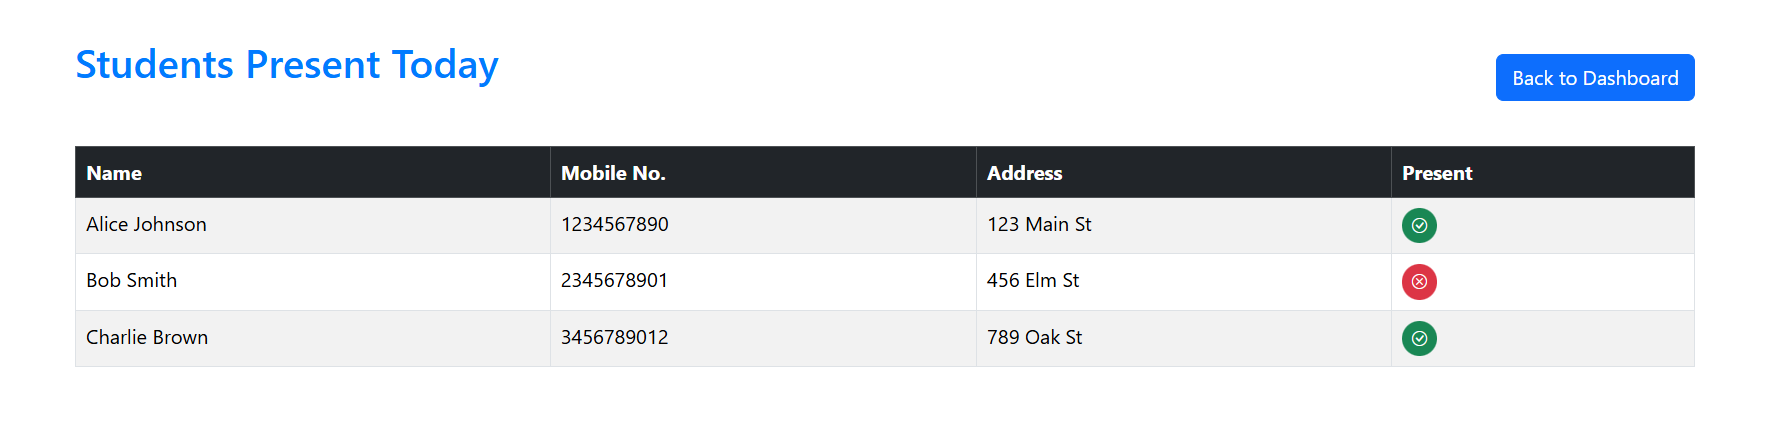 Students Present Today
Back to Dashboard
Name Mobile No. Address Present
Alice Johnson 1234567890 123 Main St
Bob Smith 2345678901 456 Elm St
Charlie Brown 3456789012 789 Oak St